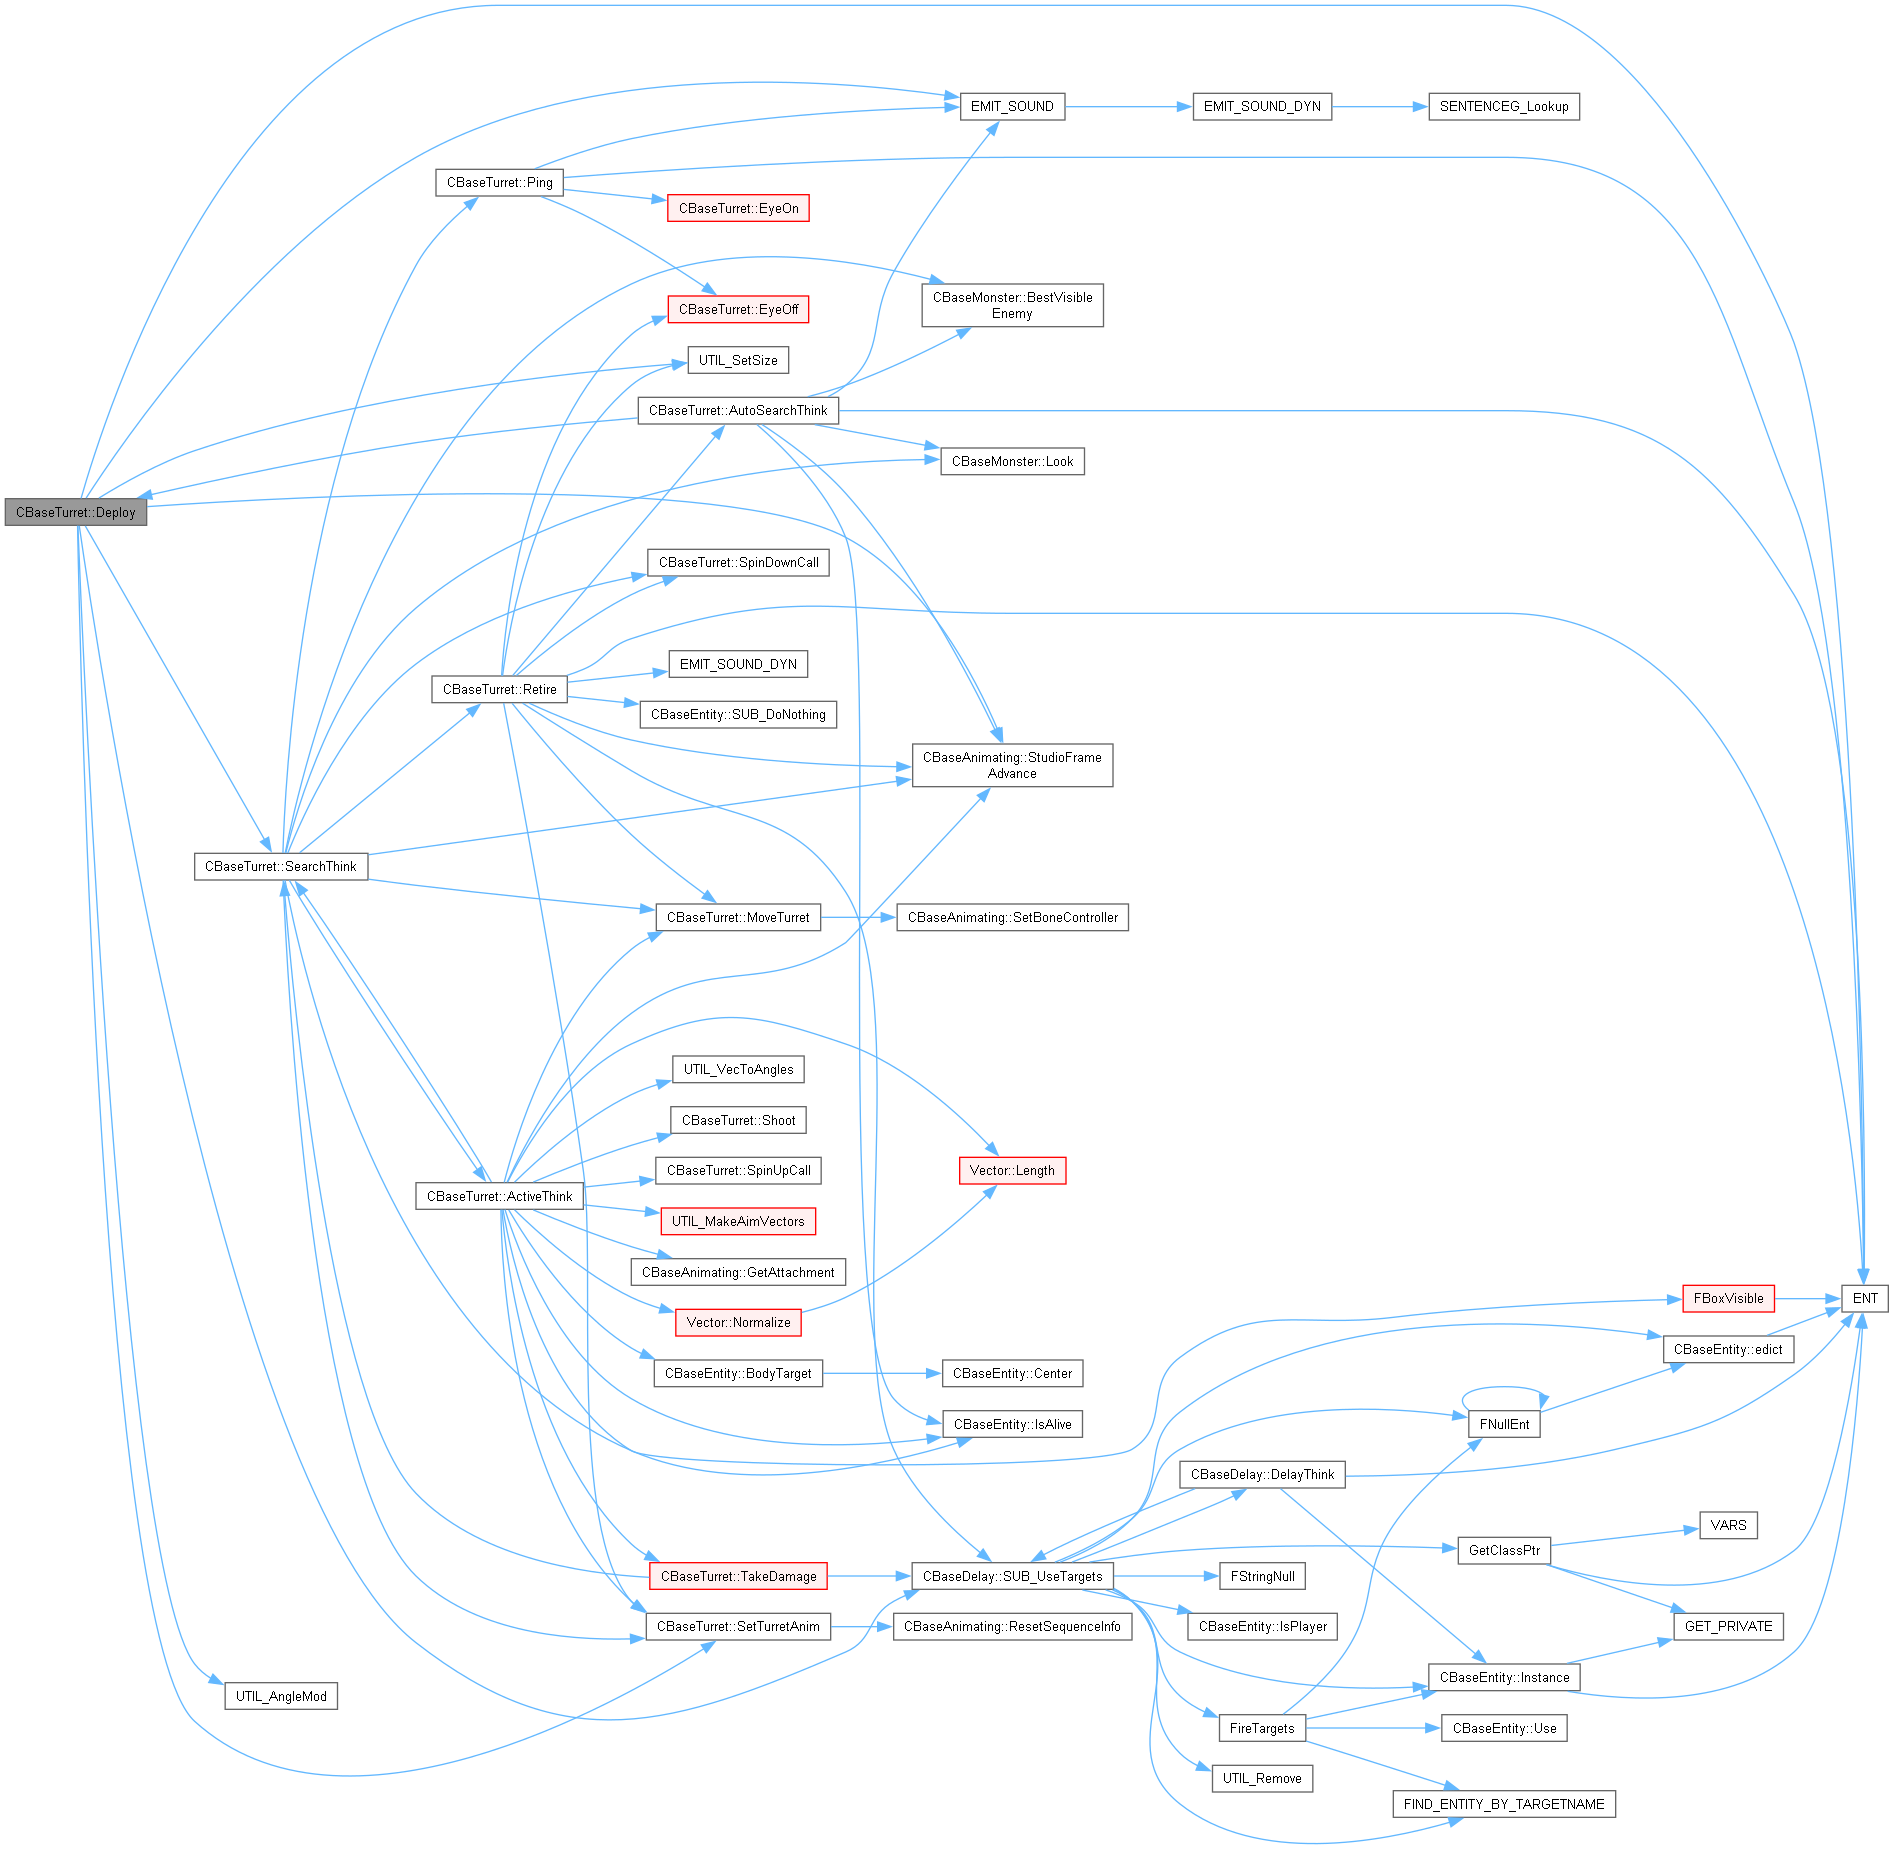 EMIT_SOUND
EMIT_SOUND_DYN
SENTENCEG_Lookup
CBaseTurret::Ping
CBaseTurret::EyeOn
CBaseTurret::EyeOff
CBaseMonster::BestVisible
Enemy
UTIL_SetSize
CBaseTurret::AutoSearchThink
CBaseMonster::Look
CBaseTurret::Deploy
CBaseTurret::SpinDownCall
EMIT_SOUND_DYN
CBaseTurret::Retire
CBaseEntity::SUB_DoNothing
CBaseAnimating::StudioFrame
Advance
CBaseTurret::SearchThink
CBaseTurret::MoveTurret
CBaseAnimating::SetBoneController
UTIL_VecToAngles
CBaseTurret::Shoot
CBaseTurret::SpinUpCall
Vector::Length
CBaseTurret::ActiveThink
UTIL_MakeAimVectors
CBaseAnimating::GetAttachment
FBoxVisible
ENT
Vector::Normalize
CBaseEntity::edict
CBaseEntity::BodyTarget
CBaseEntity::Center
CBaseEntity::IsAlive
FNullEnt
CBaseDelay::DelayThink
VARS
GetClassPtr
CBaseTurret::TakeDamage
CBaseDelay::SUB_UseTargets
FStringNull
CBaseTurret::SetTurretAnim
CBaseAnimating::ResetSequenceInfo
CBaseEntity::IsPlayer
GET_PRIVATE
CBaseEntity::Instance
UTIL_AngleMod
FireTargets
CBaseEntity::Use
UTIL_Remove
FIND_ENTITY_BY_TARGETNAME